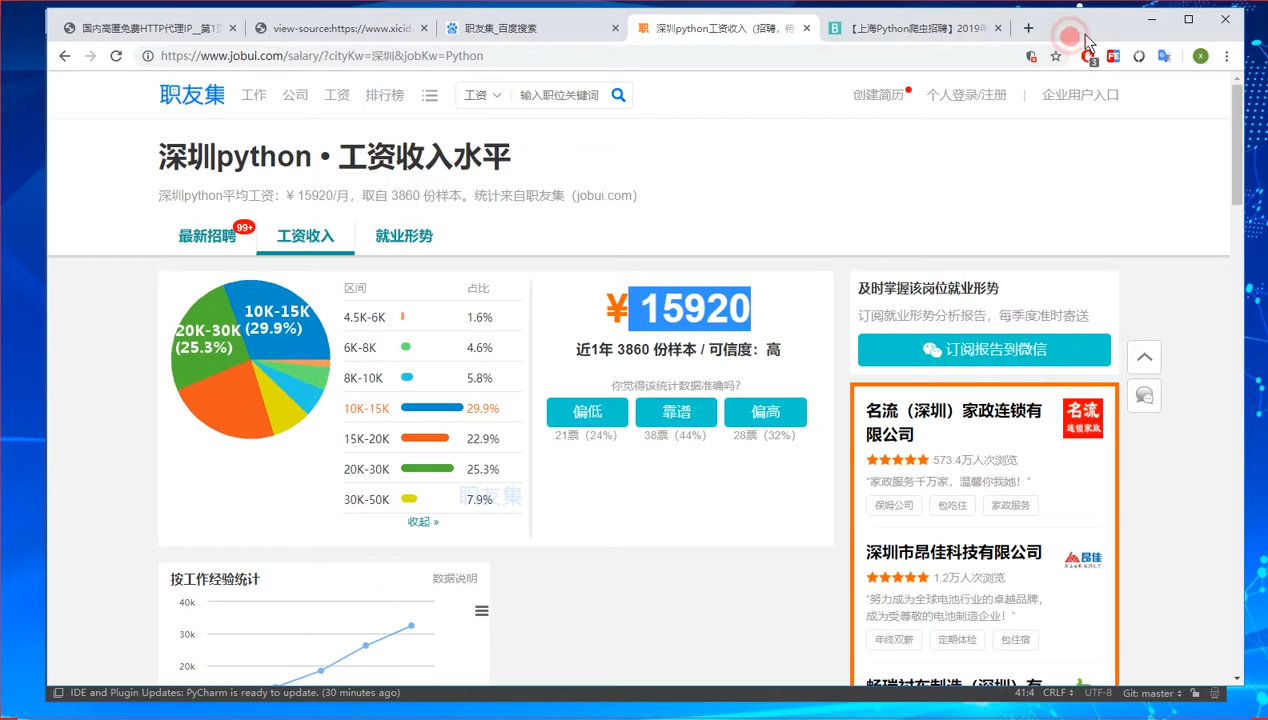 国内高匿免费HTTP代理IP_第1页
view-source:https://www.xicid
职友集_百度搜索
深圳python工资收入（招聘，待
【上海Python爬虫招聘】2019年
https://www.jobui.com/salary/?cityKw=深圳&jobKw=Python
3
x
职友集
工作
公司
工资
排行榜
工资
输入职位关键词
创建简历
个人登录/注册
|
企业用户入口
深圳python • 工资收入水平
深圳python平均工资：¥ 15920/月，取自 3860 份样本。统计来自职友集（jobui.com）
最新招聘
99+
工资收入
就业形势
10K-15K
(29.9%)
20K-30K
(25.3%)
区间 占比
4.5K-6K 1.6%
6K-8K 4.6%
8K-10K 5.8%
10K-15K 29.9%
15K-20K 22.9%
20K-30K 25.3%
30K-50K 7.9%
职友集
收起 »
¥ 15920
近1年 3860 份样本 / 可信度：高
你觉得该统计数据准确吗?
偏低 靠谱 偏高
21票（24%） 38票（44%） 28票（32%）
及时掌握该岗位就业形势
订阅就业形势分析报告，每季度准时寄送
订阅报告到微信
名流（深圳）家政连锁有
限公司
名流
连锁家政
573.4万人次浏览
“家政服务千万家，温馨你我她！”
保姆公司 包吃住 家政服务
深圳市昂佳科技有限公司
昂佳
1.2万人次浏览
“努力成为全球电池行业的卓越品牌，
成为受尊敬的电池制造企业！”
年终双薪 定期体检 包住宿
按工作经验统计
数据说明
40k
30k
20k
IDE and Plugin Updates: PyCharm is ready to update. (30 minutes ago)
41:4 CRLF UTF-8 Git: master